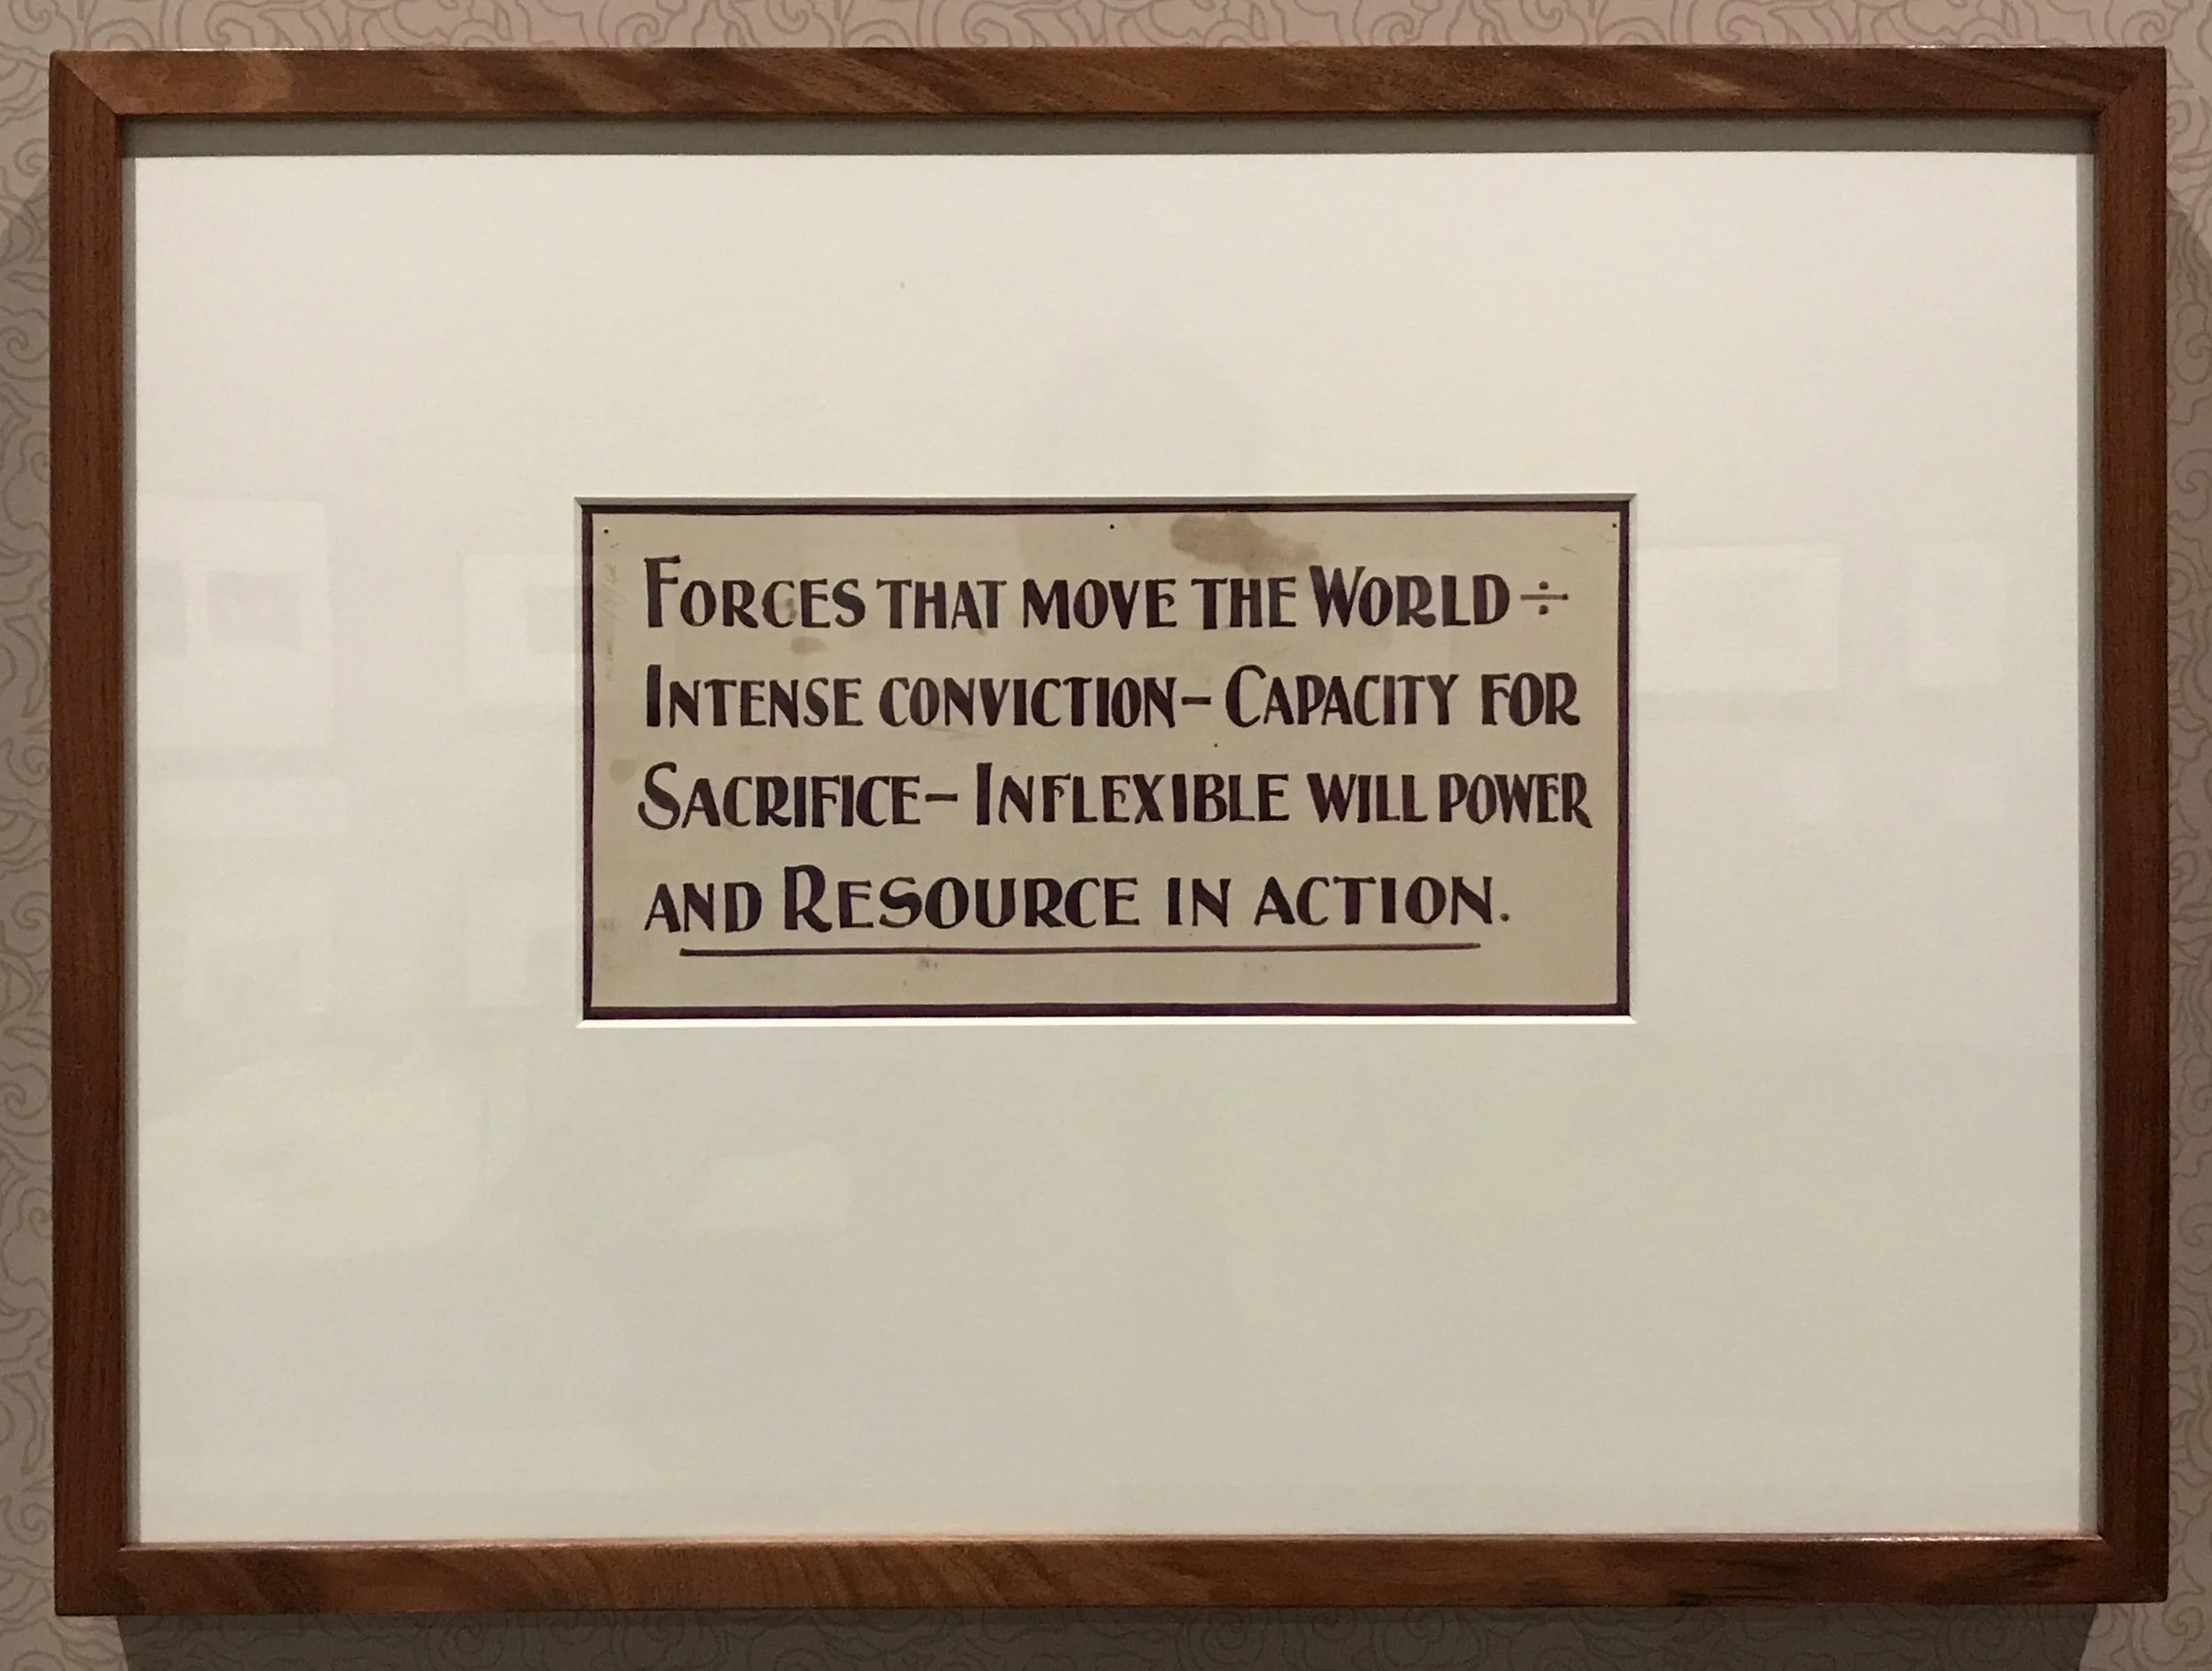 Forces that move the World ÷
Intense conviction – Capacity for
Sacrifice – Inflexible will power
and Resource in action.